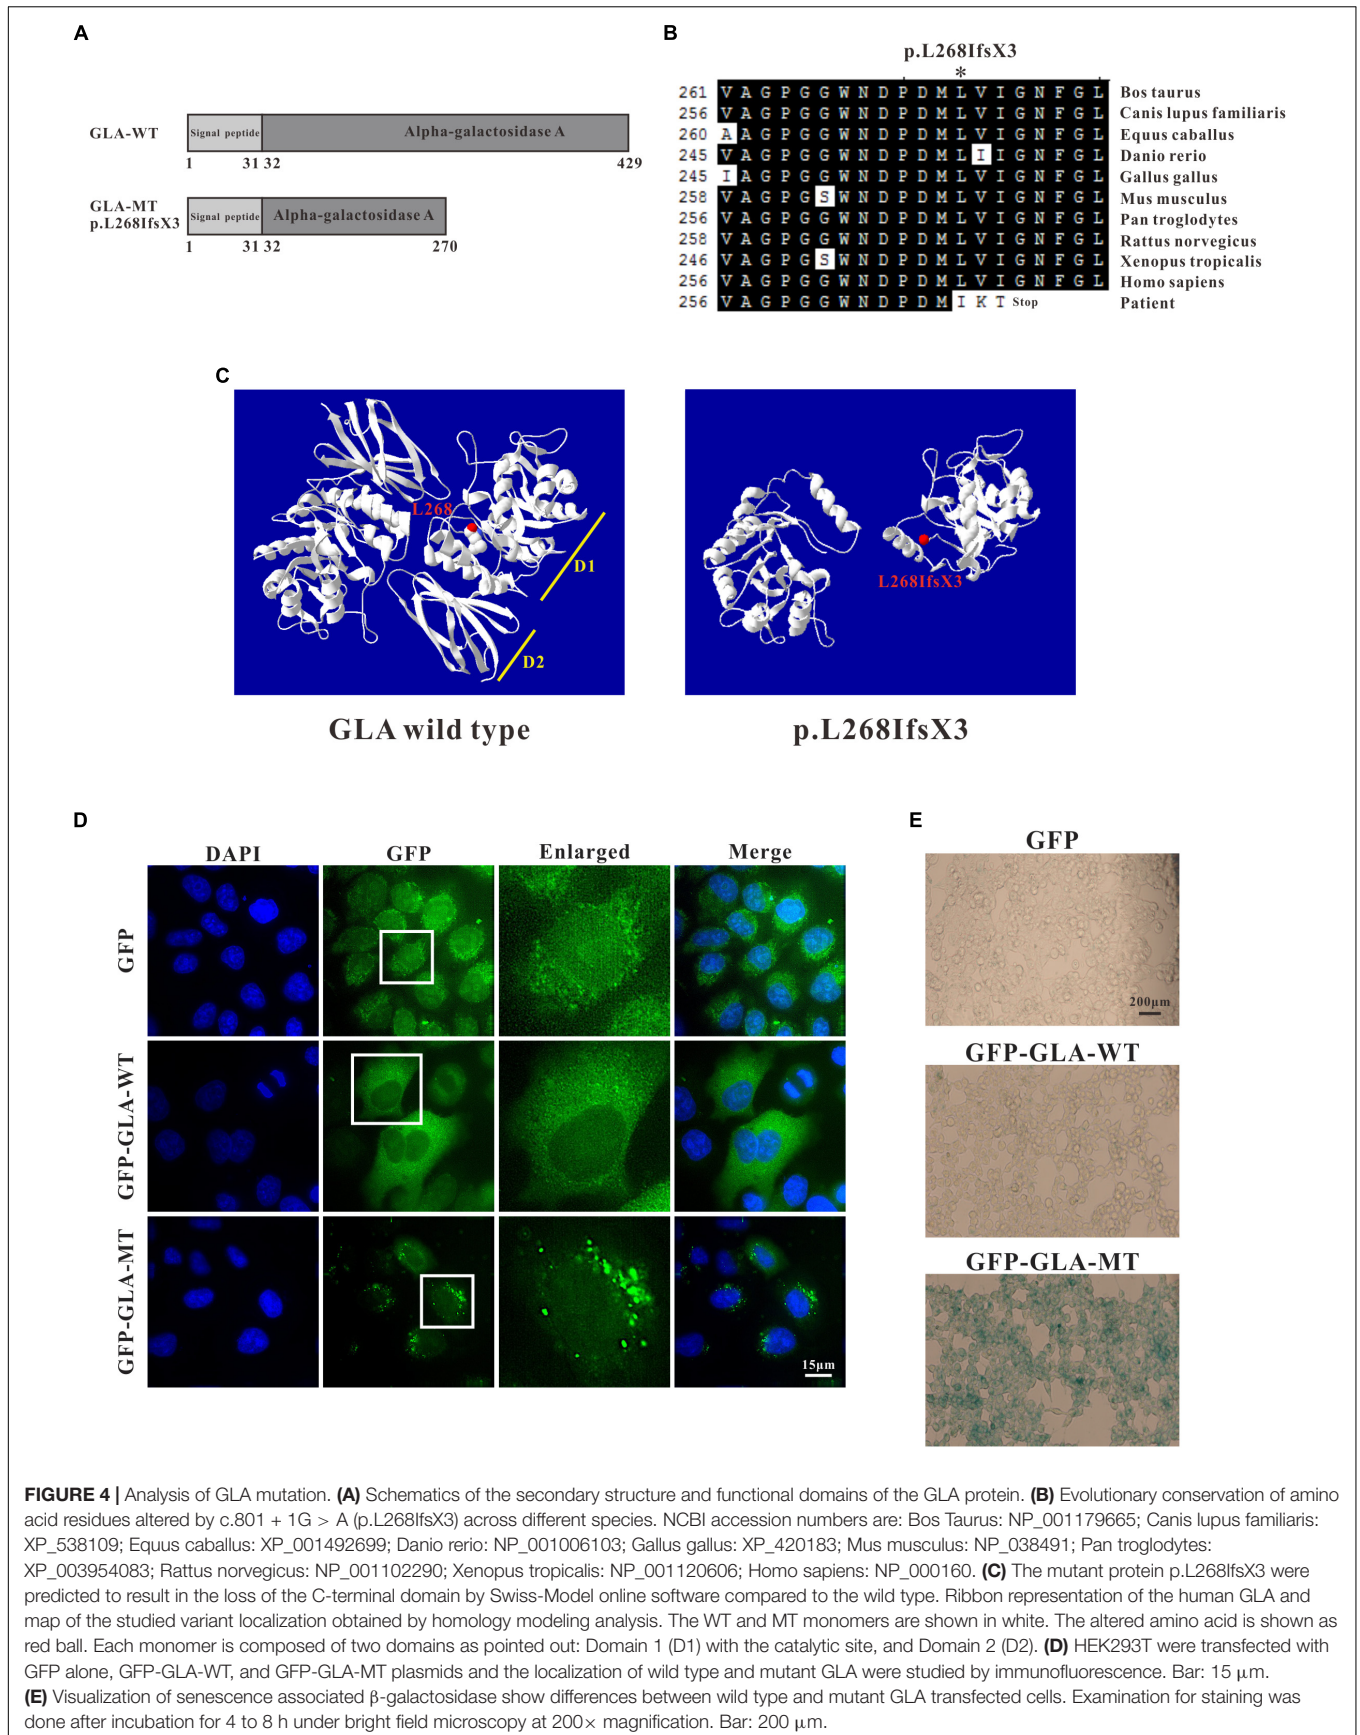 A
GLA-WT
Signal peptide
Alpha-galactosidase A
1 31 32 429
GLA-MT
p.L268IfsX3
Signal peptide
Alpha-galactosidase A
1 31 32 270
B
p.L268IfsX3
*
261 V A G P G G W N D P D M L V I G N F G L Bos taurus
256 V A G P G G W N D P D M L V I G N F G L Canis lupus familiaris
260 A A G P G G W N D P D M L V I G N F G L Equus caballus
245 V A G P G G W N D P D M L I I G N F G L Danio rerio
245 I A G P G G W N D P D M L V I G N F G L Gallus gallus
258 V A G P G S W N D P D M L V I G N F G L Mus musculus
256 V A G P G G W N D P D M L V I G N F G L Pan troglodytes
258 V A G P G G W N D P D M L V I G N F G L Rattus norvegicus
246 V A G P G S W N D P D M L V I G N F G L Xenopus tropicalis
256 V A G P G G W N D P D M L V I G N F G L Homo sapiens
256 V A G P G G W N D P D M I K T Stop Patient
C
L268
D1
D2
GLA wild type
L268IfsX3
p.L268IfsX3
D
DAPI GFP Enlarged Merge
GFP
GFP-GLA-WT
GFP-GLA-MT
15μm
E
GFP
200μm
GFP-GLA-WT
GFP-GLA-MT
FIGURE 4 | Analysis of GLA mutation. (A) Schematics of the secondary structure and functional domains of the GLA protein. (B) Evolutionary conservation of amino
acid residues altered by c.801 + 1G > A (p.L268IfsX3) across different species. NCBI accession numbers are: Bos Taurus: NP_001179665; Canis lupus familiaris:
XP_538109; Equus caballus: XP_001492699; Danio rerio: NP_001006103; Gallus gallus: XP_420183; Mus musculus: NP_038491; Pan troglodytes:
XP_003954083; Rattus norvegicus: NP_001102290; Xenopus tropicalis: NP_001120606; Homo sapiens: NP_000160. (C) The mutant protein p.L268IfsX3 were
predicted to result in the loss of the C-terminal domain by Swiss-Model online software compared to the wild type. Ribbon representation of the human GLA and
map of the studied variant localization obtained by homology modeling analysis. The WT and MT monomers are shown in white. The altered amino acid is shown as
red ball. Each monomer is composed of two domains as pointed out: Domain 1 (D1) with the catalytic site, and Domain 2 (D2). (D) HEK293T were transfected with
GFP alone, GFP-GLA-WT, and GFP-GLA-MT plasmids and the localization of wild type and mutant GLA were studied by immunofluorescence. Bar: 15 μm.
(E) Visualization of senescence associated β-galactosidase show differences between wild type and mutant GLA transfected cells. Examination for staining was
done after incubation for 4 to 8 h under bright field microscopy at 200× magnification. Bar: 200 μm.